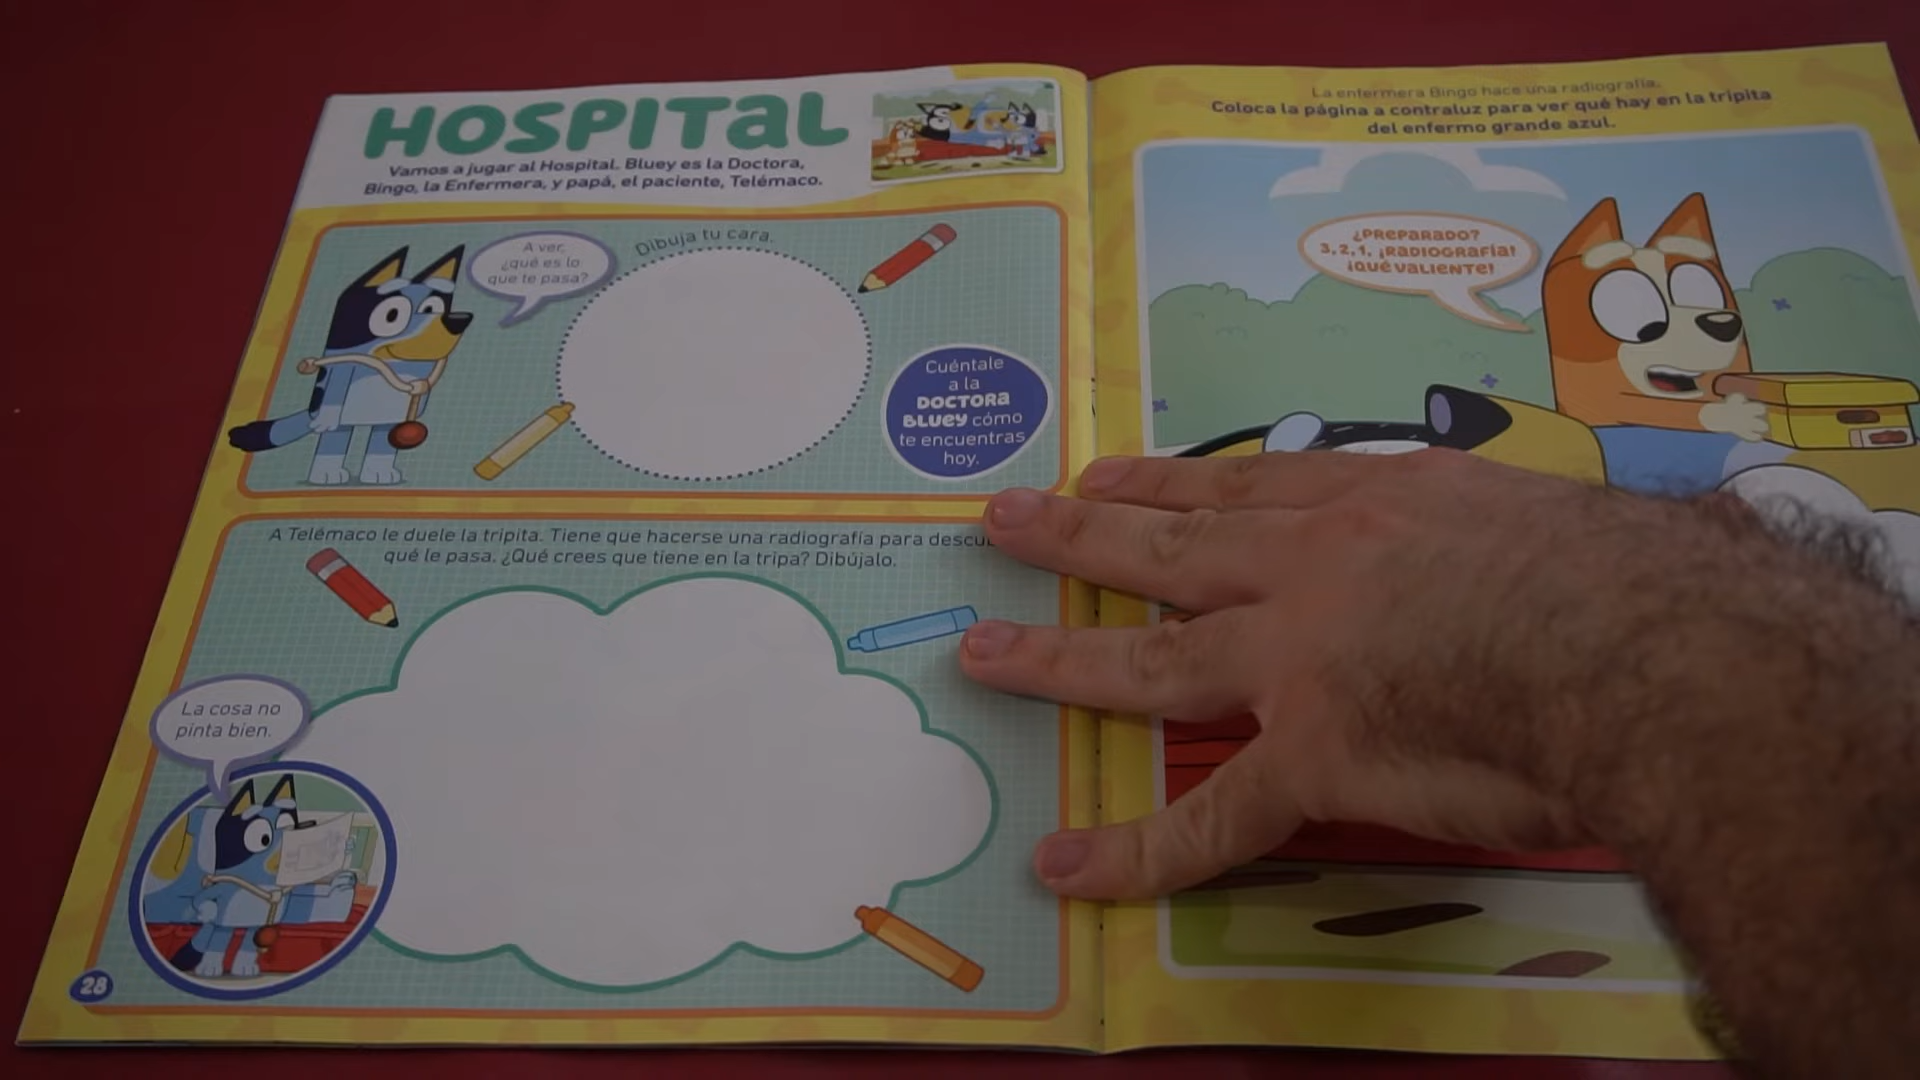 HOSPITAL
Vamos a jugar al Hospital. Bluey es la Doctora,
Bingo, la Enfermera, y papá, el paciente, Telémaco.
A ver,
¿qué es lo
que te pasa?
Dibuja tu cara.
Cuéntale
a la
DOCTORA
BLUEY cómo
te encuentras
hoy.
A Telémaco le duele la tripita. Tiene que hacerse una radiografía para
qué le pasa. ¿Qué crees que tiene en la tripa? Dibújalo.
La cosa no
pinta bien.
28
La enfermera Bingo hace una radiografía.
Coloca la página a contraluz para ver qué hay en la tripita
del enfermo grande azul.
¿PREPARADO?
3, 2, 1, ¡RADIOGRAFÍA!
¡QUÉ VALIENTE!